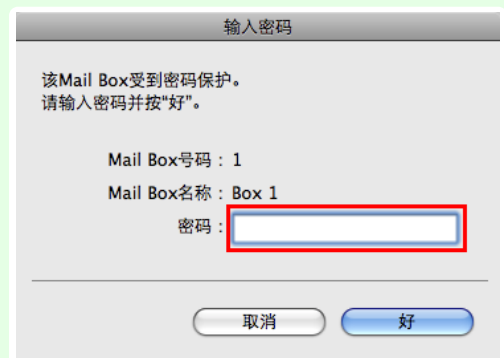 输入密码
该Mail Box受到密码保护。
请输入密码并按“好”。
Mail Box号码：1
Mail Box名称：Box 1
密码：
取消
好